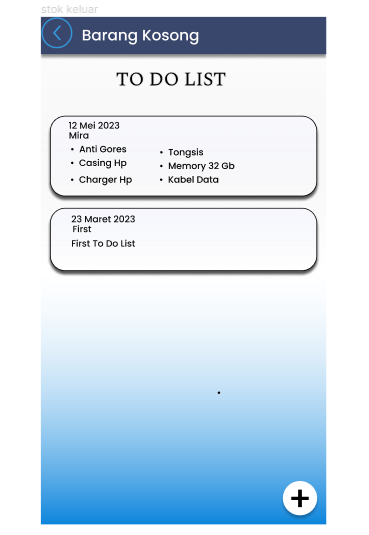 stok keluar
Barang Kosong
TO DO LIST
12 Mei 2023
Mira
• Anti Gores
• Casing Hp
• Charger Hp
• Tongsis
• Memory 32 Gb
• Kabel Data
23 Maret 2023
First
First To Do List